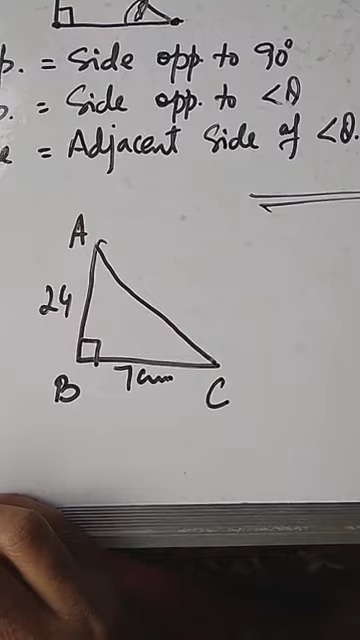 p. = Side opp to 90°
= Side opp. to <θ
e = Adjacent Side of <θ.
A
24
B
7cm
C